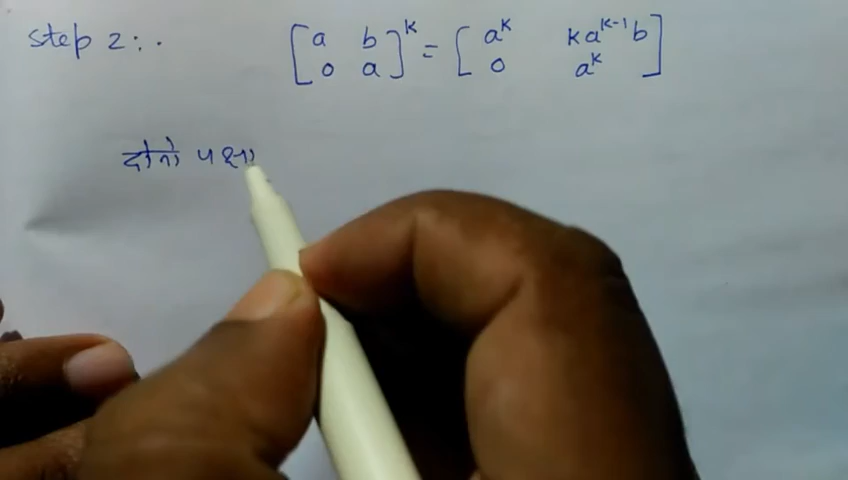 Step 2:. [a b 0 a]^k = [a^k ka^(k-1)b 0 a^k]
दोनो पक्षा